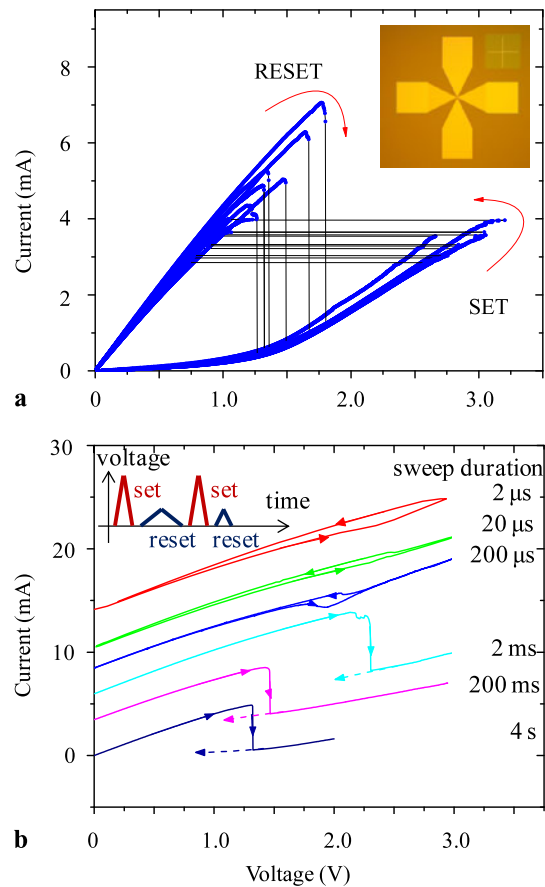 8
6
4
2
0
Current (mA)
RESET
SET
0
1.0
2.0
3.0
a
30
20
10
0
Current (mA)
voltage
set
set
time
reset
reset
sweep duration
2 μs
20 μs
200 μs
2 ms
200 ms
4 s
0
1.0
2.0
3.0
b
Voltage (V)